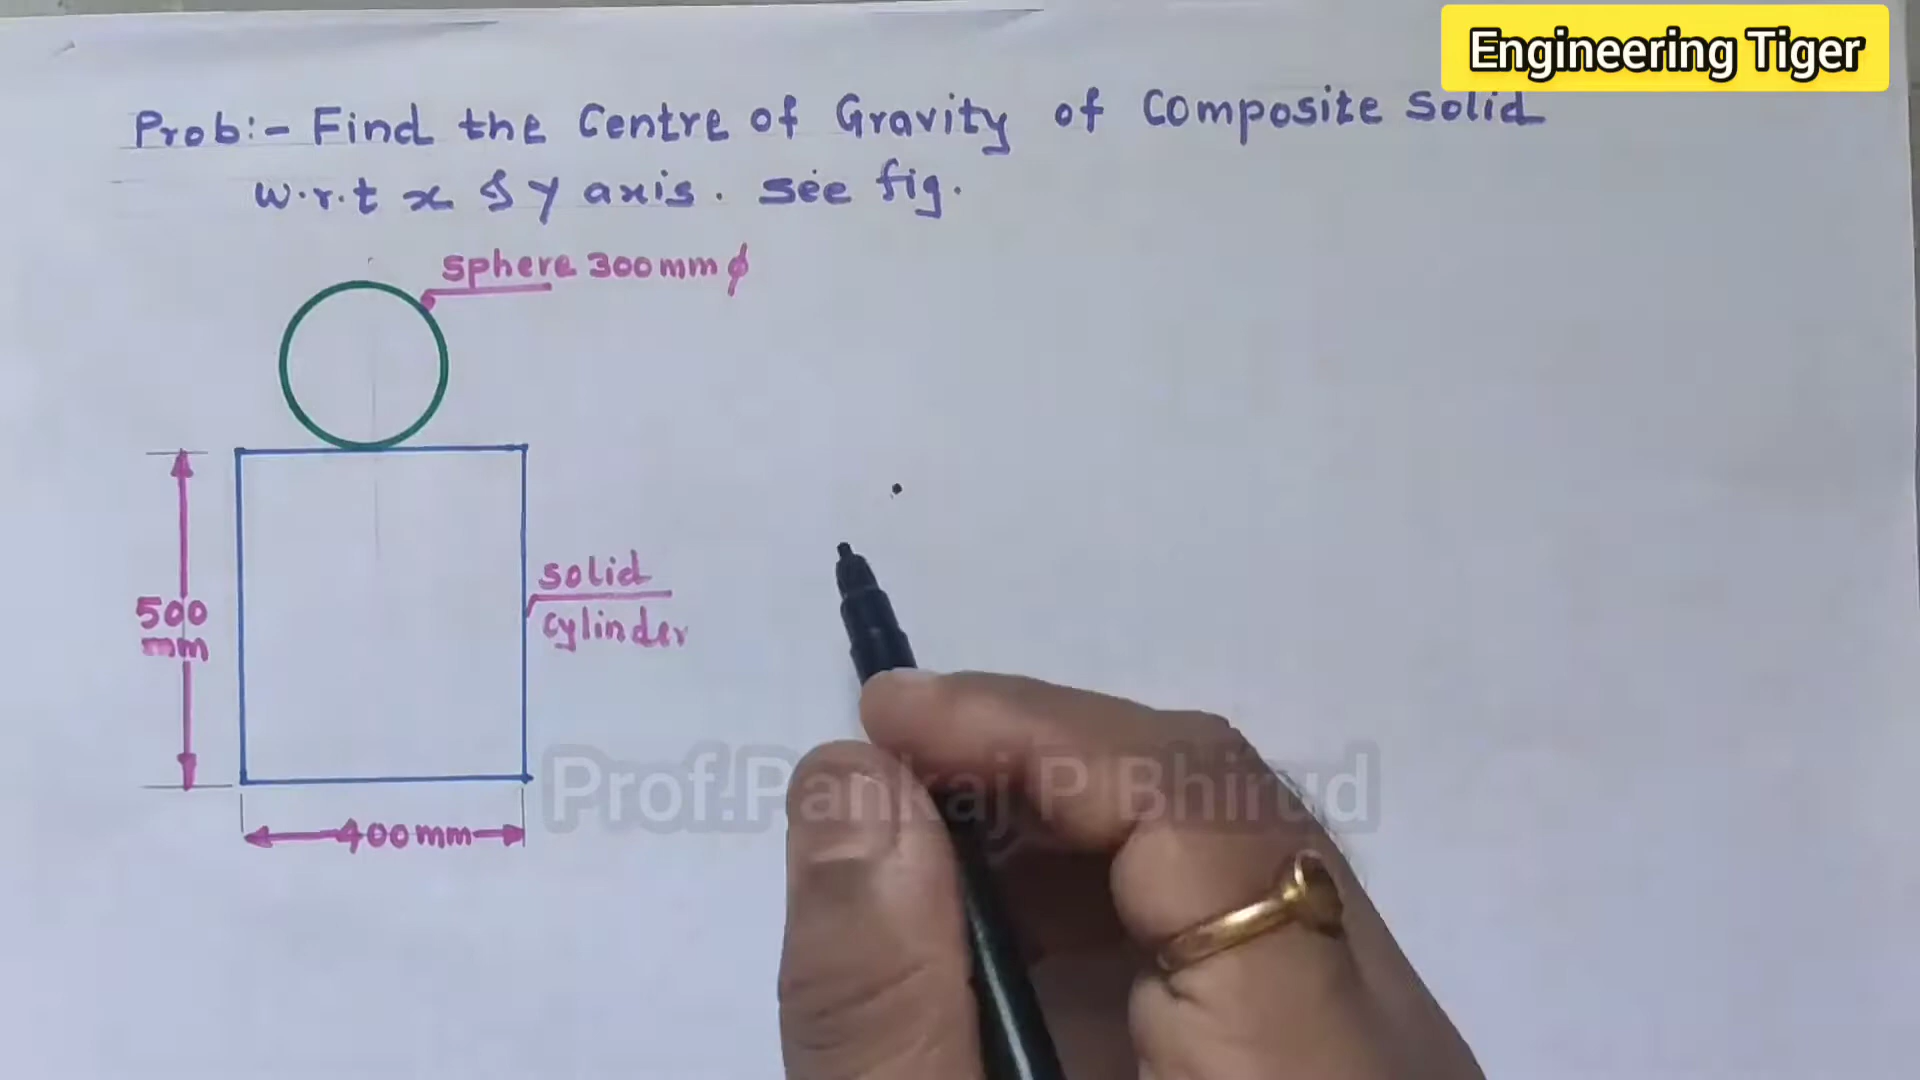 Engineering Tiger
Prob:- Find the Centre of Gravity of Composite Solid
w.r.t x & y axis. see fig.
sphere 300mm ϕ
solid
cylinder
500
mm
Prof.Pankaj P Bhirud
400mm